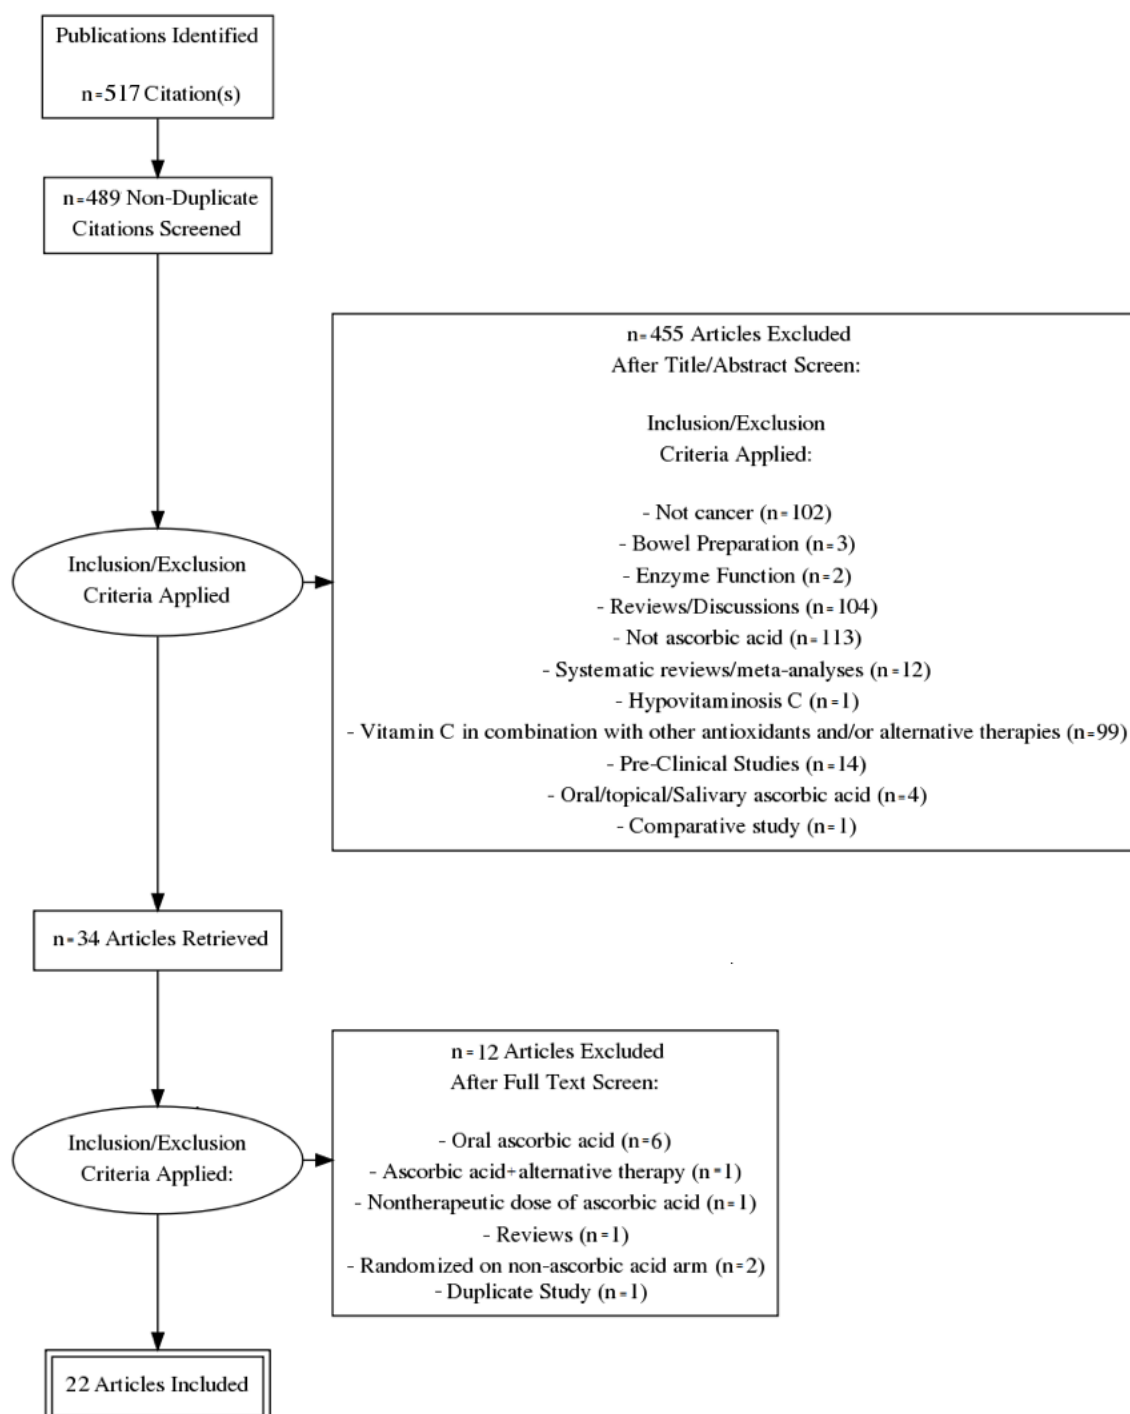 Publications Identified
n=517 Citation(s)
n=489 Non-Duplicate
Citations Screened
n=455 Articles Excluded
After Title/Abstract Screen:
Inclusion/Exclusion
Criteria Applied:
- Not cancer (n=102)
- Bowel Preparation (n=3)
- Enzyme Function (n=2)
- Reviews/Discussions (n=104)
- Not ascorbic acid (n=113)
- Systematic reviews/meta-analyses (n=12)
- Hypovitaminosis C (n=1)
- Vitamin C in combination with other antioxidants and/or alternative therapies (n=99)
- Pre-Clinical Studies (n=14)
- Oral/topical/Salivary ascorbic acid (n=4)
- Comparative study (n=1)
Inclusion/Exclusion
Criteria Applied
n=34 Articles Retrieved
n=12 Articles Excluded
After Full Text Screen:
- Oral ascorbic acid (n=6)
- Ascorbic acid+alternative therapy (n=1)
- Nontherapeutic dose of ascorbic acid (n=1)
- Reviews (n=1)
- Randomized on non-ascorbic acid arm (n=2)
- Duplicate Study (n=1)
Inclusion/Exclusion
Criteria Applied:
22 Articles Included